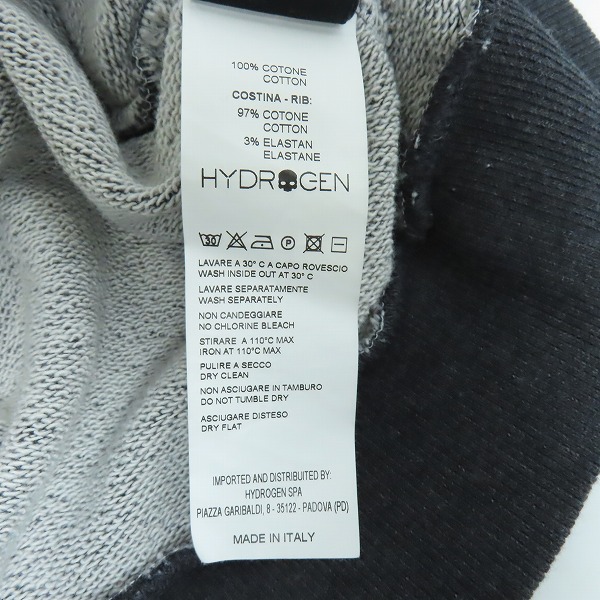 100% COTONE
COTTON
COSTINA - RIB:
97% COTONE
COTTON
3% ELASTAN
ELASTANE
HYDROGEN
30 P
LAVARE A 30° C A CAPO ROVESCIO
WASH INSIDE OUT AT 30°C
LAVARE SEPARATAMENTE
WASH SEPARATELY
NON CANDEGGIARE
NO CHLORINE BLEACH
STIRARE A 110°C MAX
IRON AT 110°C MAX
PULIRE A SECCO
DRY CLEAN
NON ASCIUGARE IN TAMBURO
DO NOT TUMBLE DRY
ASCIUGARE DISTESO
DRY FLAT
IMPORTED AND DISTRIBUTED BY:
HYDROGEN SPA
PIAZZA GARIBALDI, 8 - 35122 - PADOVA (PD)
MADE IN ITALY